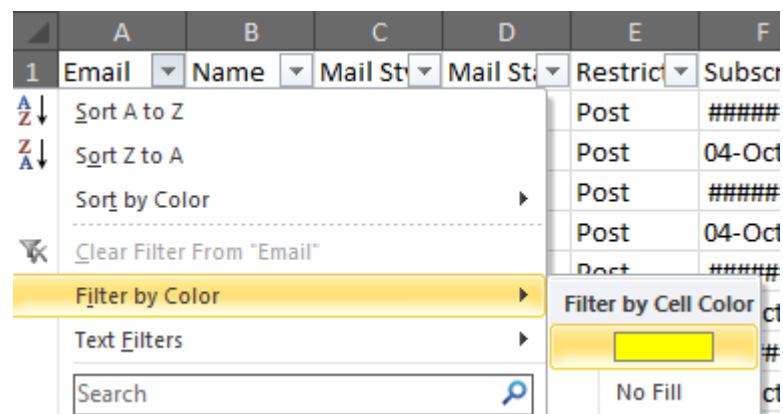 A B C D E F
1 Email Name Mail Sty Mail Sta Restrict Subscr
Sort A to Z Post #####
Sort Z to A Post 04-Oct
Sort by Color Post #####
Clear Filter From "Email" Post 04-Oct
Post #####
Filter by Color Filter by Cell Color
Text Filters
Search No Fill